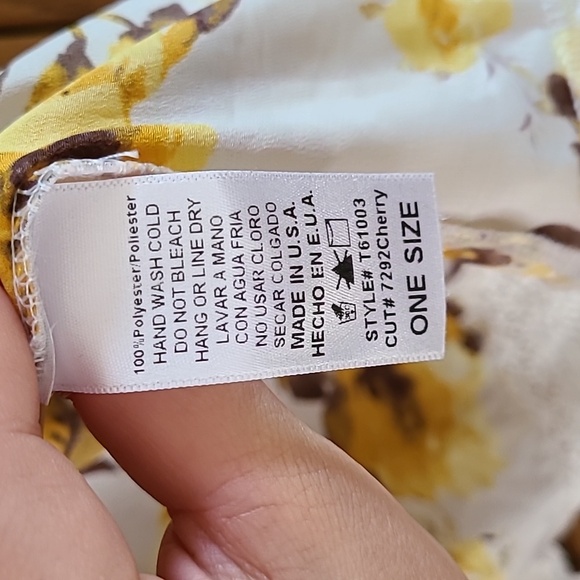 100% Polyester/Poliester
HAND WASH COLD
DO NOT BLEACH
HANG OR LINE DRY
LAVAR A MANO
CON AGUA FRIA
NO USAR CLORO
SECAR COLGADO
MADE IN U.S.A.
HECHO EN E.U.A.
STYLE# T61003
CUT# 7292Cherry
ONE SIZE